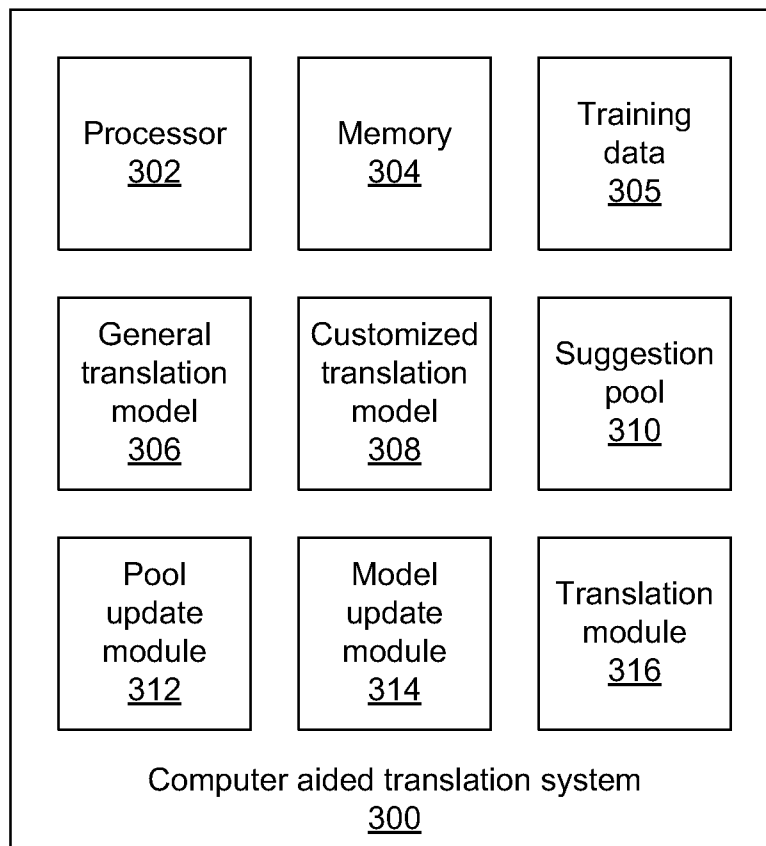 Processor
302
Memory
304
Training
data
305
General
translation
model
306
Customized
translation
model
308
Suggestion
pool
310
Pool
update
module
312
Model
update
module
314
Translation
module
316
Computer aided translation system
300